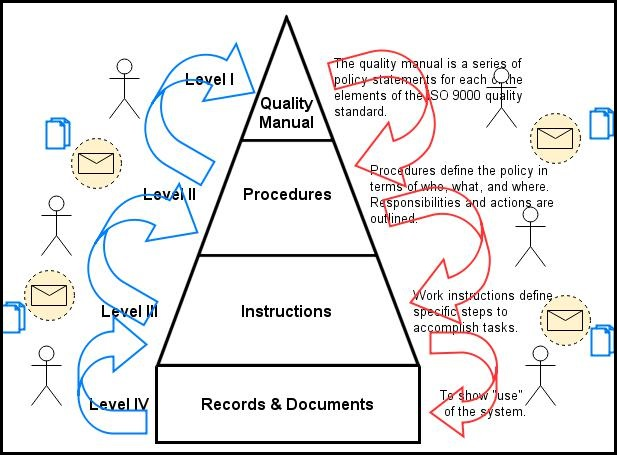 Level I
Quality
Manual
The quality manual is a series of
policy statements for each of the
elements of the ISO 9000 quality
standard.
Level II
Procedures
Procedures define the policy in
terms of who, what, and where.
Responsibilities and actions are
outlined.
Level III
Instructions
Work instructions define
specific steps to
accomplish tasks.
Level IV
Records & Documents
To show "use"
of the system.